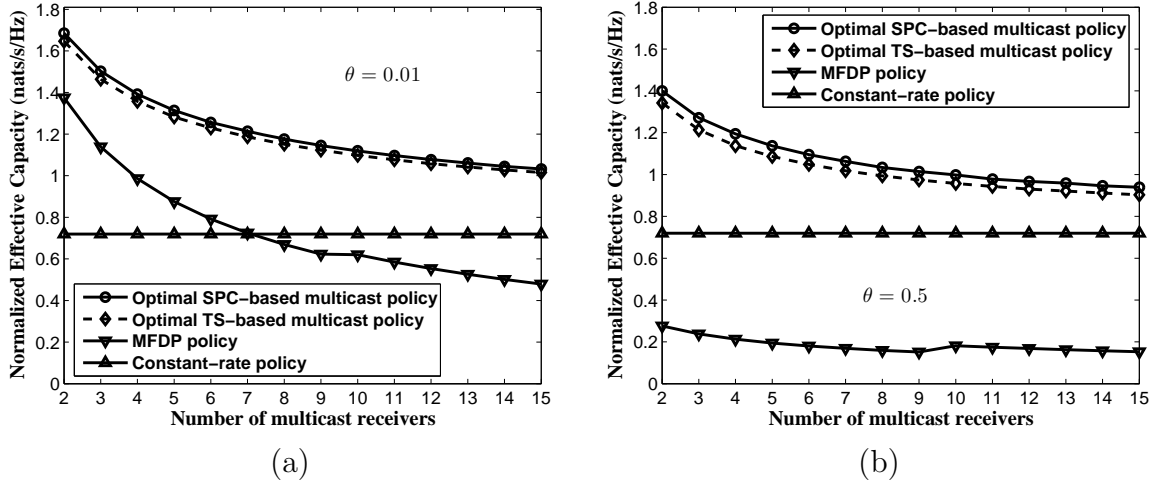 Normalized Effective Capacity (nats/s/Hz)
1.8
1.6
1.4
1.2
1
0.8
0.6
0.4
0.2
0
θ = 0.01
Optimal SPC−based multicast policy
Optimal TS−based multicast policy
MFDP policy
Constant−rate policy
2 3 4 5 6 7 8 9 10 11 12 13 14 15
Number of multicast receivers
(a)
Normalized Effective Capacity (nats/s/Hz)
1.8
1.6
1.4
1.2
1
0.8
0.6
0.4
0.2
0
Optimal SPC−based multicast policy
Optimal TS−based multicast policy
MFDP policy
Constant−rate policy
θ = 0.5
2 3 4 5 6 7 8 9 10 11 12 13 14 15
Number of multicast receivers
(b)